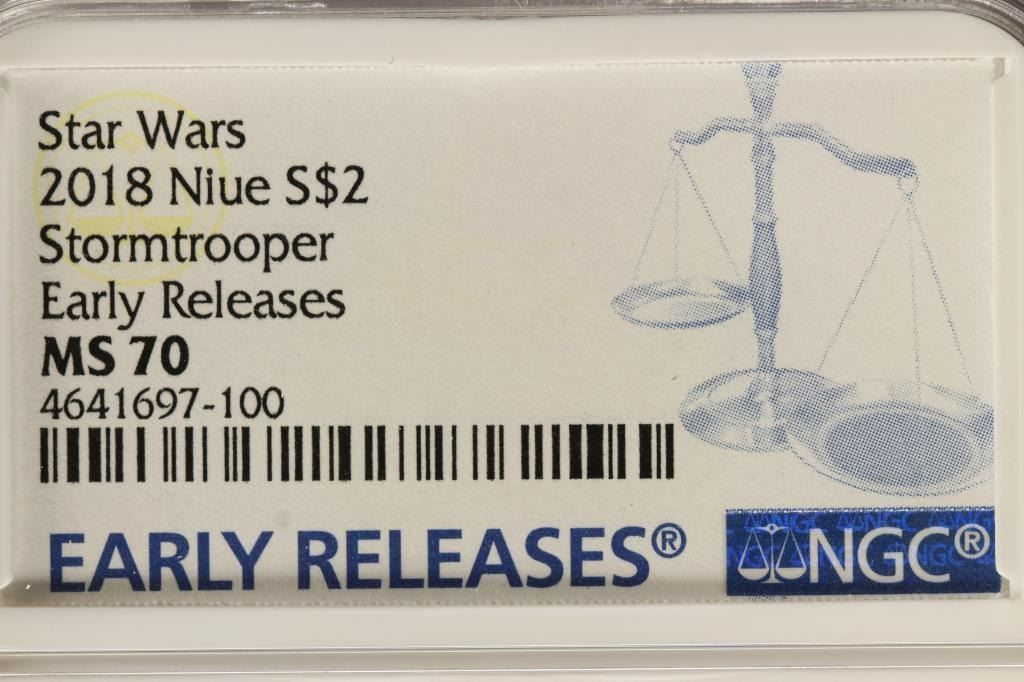 Star Wars
2018 Niue S$2
Stormtrooper
Early Releases
MS 70
4641697-100
EARLY RELEASES®
NGC®